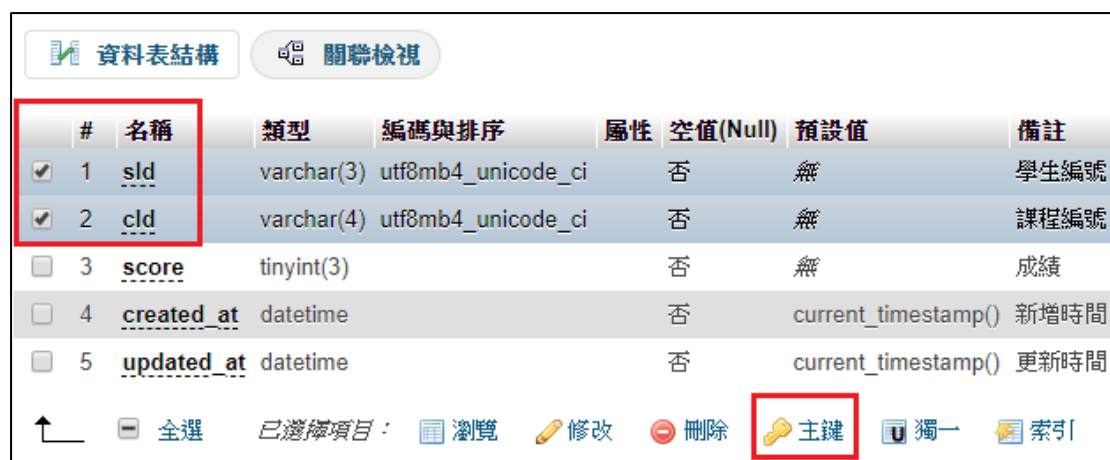 資料表結構 關聯檢視
# 名稱 類型 編碼與排序 屬性 空值(Null) 預設值 備註
1 sId varchar(3) utf8mb4_unicode_ci 否 無 學生編號
2 cId varchar(4) utf8mb4_unicode_ci 否 無 課程編號
3 score tinyint(3) 否 無 成績
4 created_at datetime 否 current_timestamp() 新增時間
5 updated_at datetime 否 current_timestamp() 更新時間
全選 已選擇項目： 瀏覽 修改 刪除 主鍵 U 獨一 索引